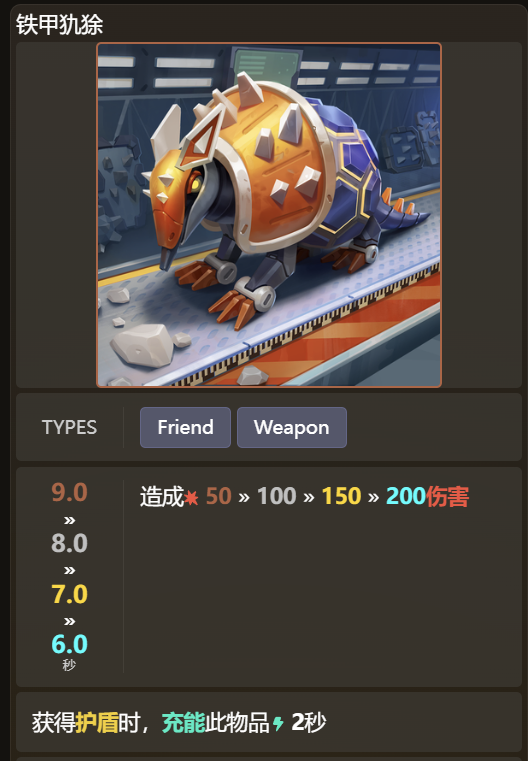 铁甲犰狳
TYPES
Friend
Weapon
9.0
»
8.0
»
7.0
»
6.0
秒
造成 50 » 100 » 150 » 200伤害
获得护盾时，充能此物品 2秒